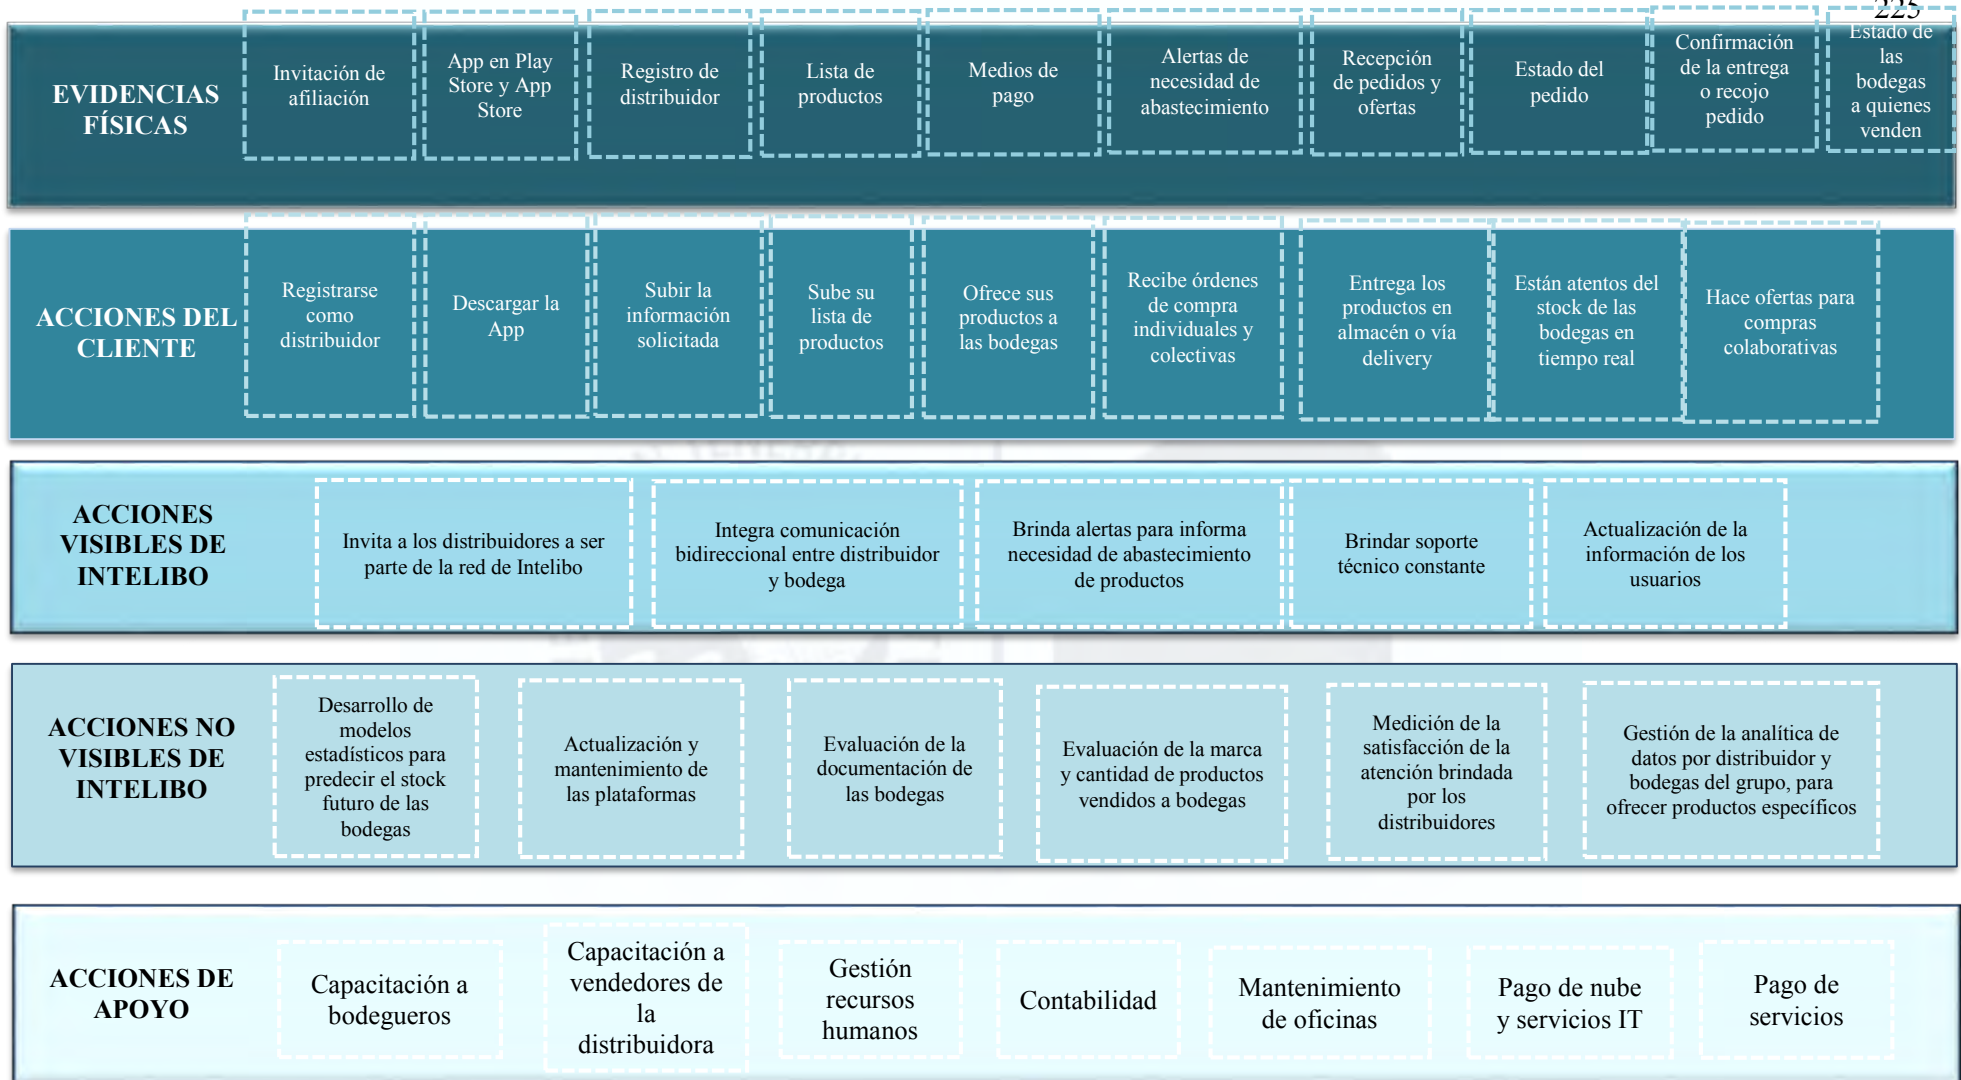 225
EVIDENCIAS
FÍSICAS
Invitación de
afiliación
App en Play
Store y App
Store
Registro de
distribuidor
Lista de
productos
Medios de
pago
Alertas de
necesidad de
abastecimiento
Recepción
de pedidos y
ofertas
Estado del
pedido
Confirmación
de la entrega
o recojo
pedido
Estado de
las
bodegas
a quienes
venden
ACCIONES DEL
CLIENTE
Registrarse
como
distribuidor
Descargar la
App
Subir la
información
solicitada
Sube su
lista de
productos
Ofrece sus
productos a
las bodegas
Recibe órdenes
de compra
individuales y
colectivas
Entrega los
productos en
almacén o vía
delivery
Están atentos del
stock de las
bodegas en
tiempo real
Hace ofertas para
compras
colaborativas
ACCIONES
VISIBLES DE
INTELIBO
Invita a los distribuidores a ser
parte de la red de Intelibo
Integra comunicación
bidireccional entre distribuidor
y bodega
Brinda alertas para informa
necesidad de abastecimiento
de productos
Brindar soporte
técnico constante
Actualización de la
información de los
usuarios
ACCIONES NO
VISIBLES DE
INTELIBO
Desarrollo de
modelos
estadísticos para
predecir el stock
futuro de las
bodegas
Actualización y
mantenimiento de
las plataformas
Evaluación de la
documentación de
las bodegas
Evaluación de la marca
y cantidad de productos
vendidos a bodegas
Medición de la
satisfacción de la
atención brindada
por los
distribuidores
Gestión de la analítica de
datos por distribuidor y
bodegas del grupo, para
ofrecer productos específicos
ACCIONES DE
APOYO
Capacitación a
bodegueros
Capacitación a
vendedores de
la
distribuidora
Gestión
recursos
humanos
Contabilidad
Mantenimiento
de oficinas
Pago de nube
y servicios IT
Pago de
servicios